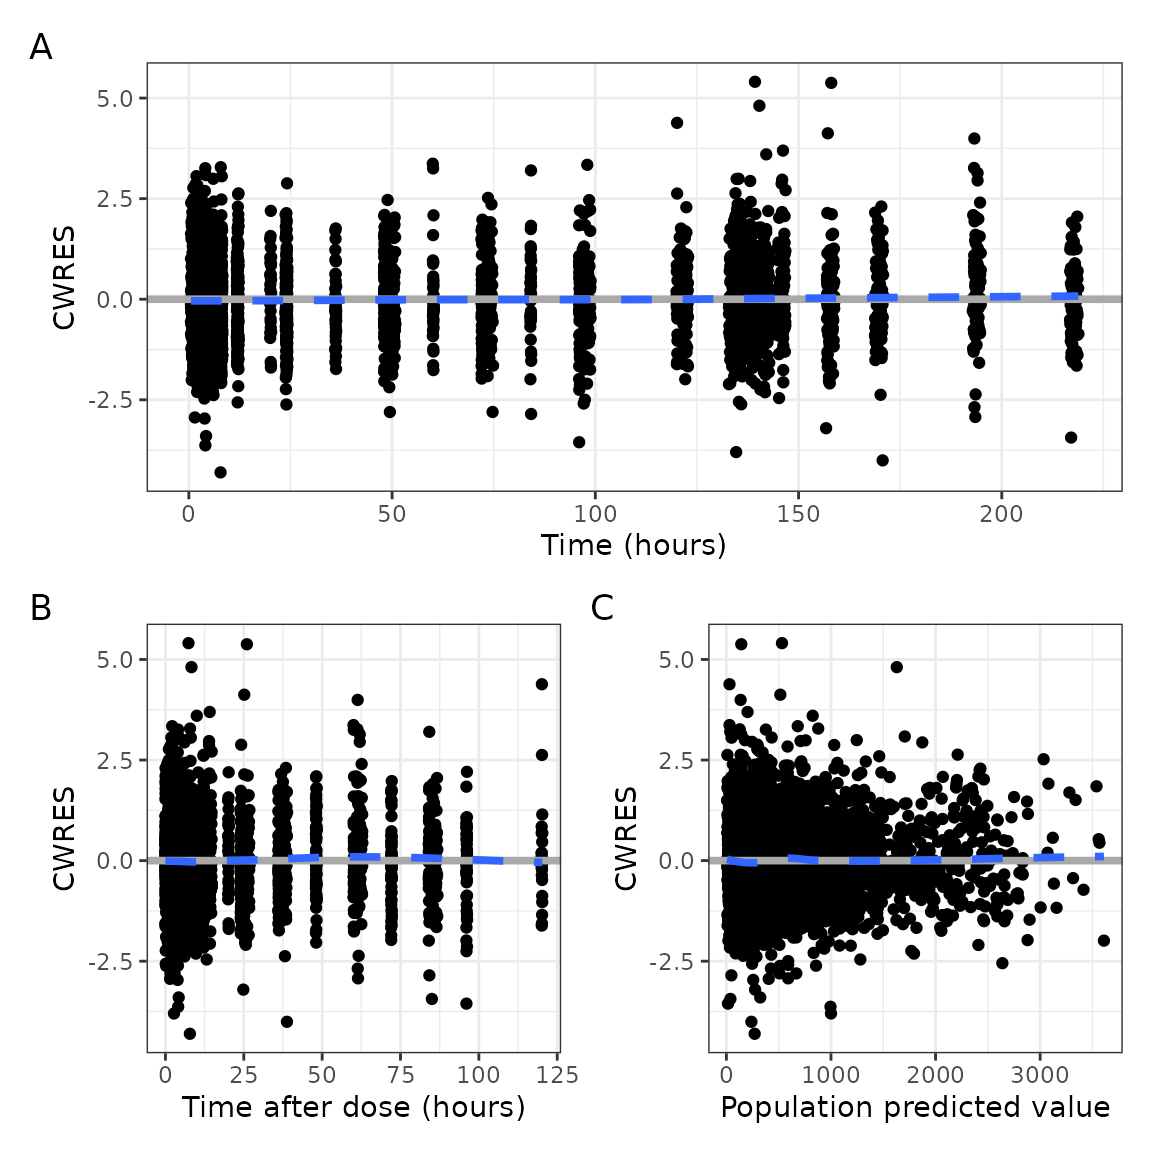 A
CWRES
5.0
2.5
0.0
-2.5
0 50 100 150 200
Time (hours)
B
CWRES
5.0
2.5
0.0
-2.5
0 25 50 75 100 125
Time after dose (hours)
C
CWRES
5.0
2.5
0.0
-2.5
0 1000 2000 3000
Population predicted value